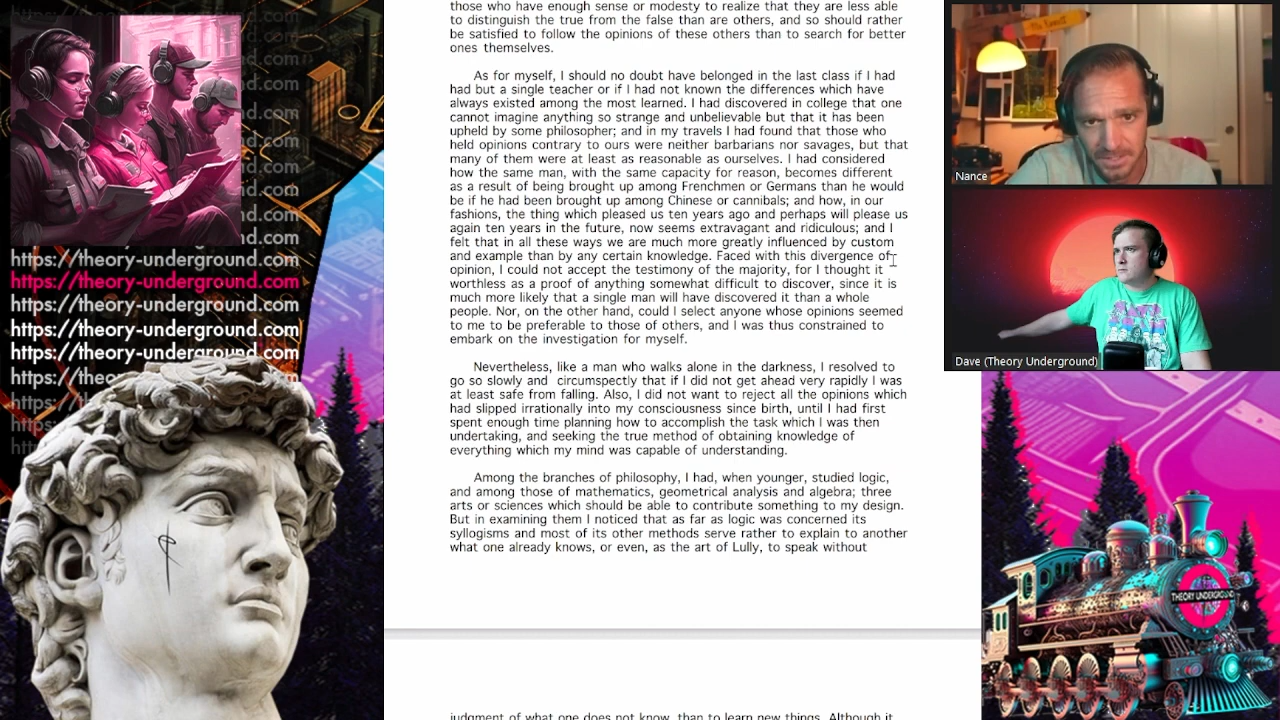 https://theory-underground.com
https://theory-underground.com
https://theory-underground.com
https://theory-underground.com
https://theory-underground.com
those who have enough sense or modesty to realize that they are less able
to distinguish the true from the false than are others, and so should rather
be satisfied to follow the opinions of these others than to search for better
ones themselves.
As for myself, I should no doubt have belonged in the last class if I had
had but a single teacher or if I had not known the differences which have
always existed among the most learned. I had discovered in college that one
cannot imagine anything so strange and unbelievable but that it has been
upheld by some philosopher; and in my travels I had found that those who
held opinions contrary to ours were neither barbarians nor savages, but that
many of them were at least as reasonable as ourselves. I had considered
how the same man, with the same capacity for reason, becomes different
as a result of being brought up among Frenchmen or Germans than he would
be if he had been brought up among Chinese or cannibals; and how, in our
fashions, the thing which pleased us ten years ago and perhaps will please us
again ten years in the future, now seems extravagant and ridiculous; and I
felt that in all these ways we are much more greatly influenced by custom
and example than by any certain knowledge. Faced with this divergence of
opinion, I could not accept the testimony of the majority, for I thought it
worthless as a proof of anything somewhat difficult to discover, since it is
much more likely that a single man will have discovered it than a whole
people. Nor, on the other hand, could I select anyone whose opinions seemed
to me to be preferable to those of others, and I was thus constrained to
embark on the investigation for myself.
Nevertheless, like a man who walks alone in the darkness, I resolved to
go so slowly and circumspectly that if I did not get ahead very rapidly I was
at least safe from falling. Also, I did not want to reject all the opinions which
had slipped irrationally into my consciousness since birth, until I had first
spent enough time planning how to accomplish the task which I was then
undertaking, and seeking the true method of obtaining knowledge of
everything which my mind was capable of understanding.
Among the branches of philosophy, I had, when younger, studied logic,
and among those of mathematics, geometrical analysis and algebra; three
arts or sciences which should be able to contribute something to my design.
But in examining them I noticed that as far as logic was concerned its
syllogisms and most of its other methods serve rather to explain to another
what one already knows, or even, as the art of Lully, to speak without
judgment of what one does not know, than to learn new things. Although it
Nance
Dave (Theory Underground)
THEORY UNDERGROUND